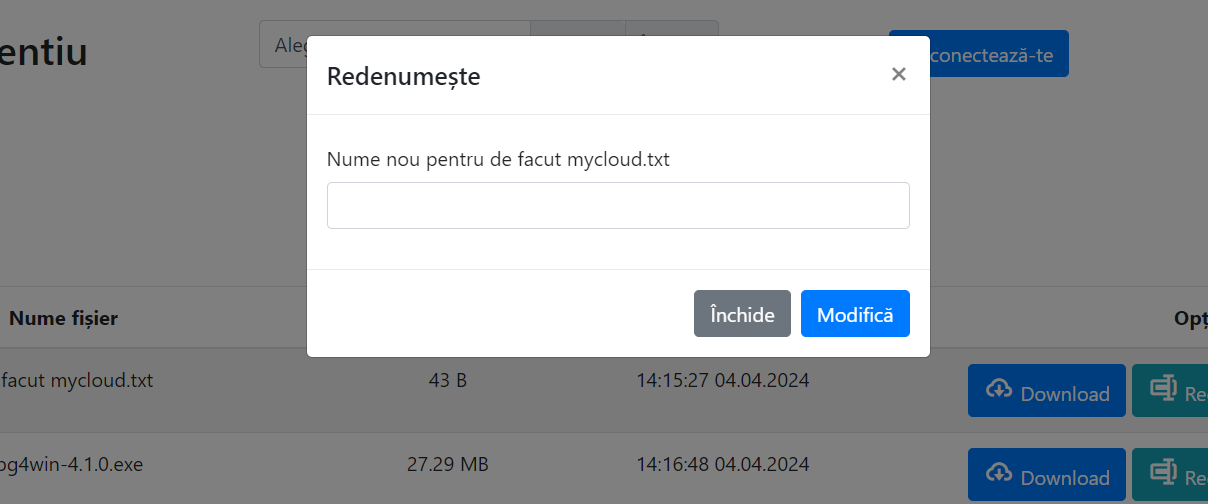 entiu
Aleg
conectează-te
Redenumește
×
Nume nou pentru de facut mycloud.txt
Închide
Modifică
Nume fișier
Opț
facut mycloud.txt
43 B
14:15:27 04.04.2024
Download
Re
pg4win-4.1.0.exe
27.29 MB
14:16:48 04.04.2024
Download
Re